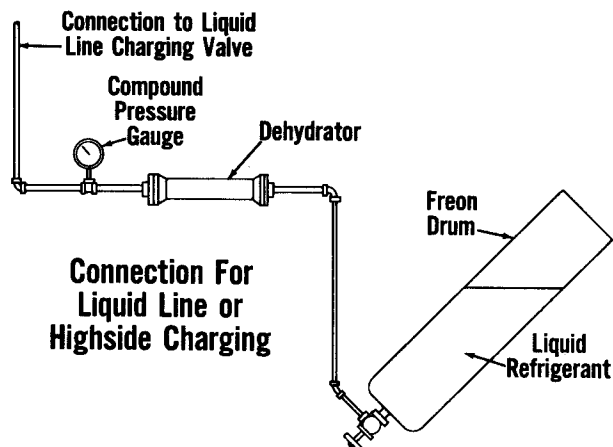 Connection to Liquid
Line Charging Valve
Compound
Pressure
Gauge
Dehydrator
Freon
Drum
Connection For
Liquid Line or
Highside Charging
Liquid
Refrigerant